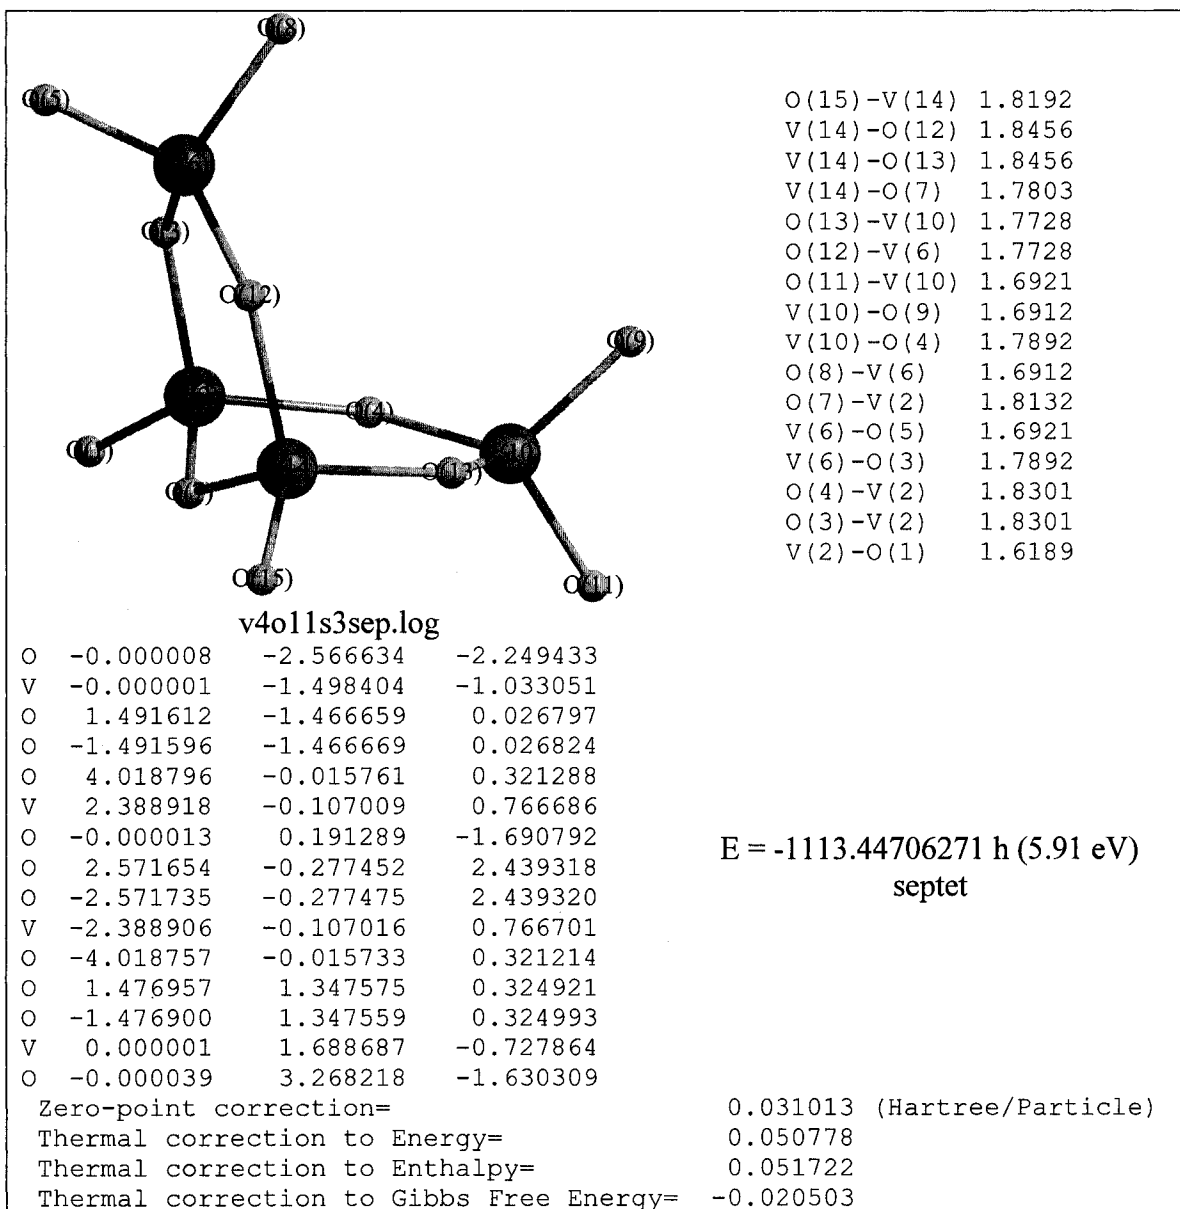 O(8)
O(5)
O(3)
O(12)
O(9)
O(4)
O(13)
O(15)
O(11)
O(15)-V(14) 1.8192
V(14)-O(12) 1.8456
V(14)-O(13) 1.8456
V(14)-O(7) 1.7803
O(13)-V(10) 1.7728
O(12)-V(6) 1.7728
O(11)-V(10) 1.6921
V(10)-O(9) 1.6912
V(10)-O(4) 1.7892
O(8)-V(6) 1.6912
O(7)-V(2) 1.8132
V(6)-O(5) 1.6921
V(6)-O(3) 1.7892
O(4)-V(2) 1.8301
O(3)-V(2) 1.8301
V(2)-O(1) 1.6189
v4o11s3sep.log
O -0.000008 -2.566634 -2.249433
V -0.000001 -1.498404 -1.033051
O 1.491612 -1.466659 0.026797
O -1.491596 -1.466669 0.026824
O 4.018796 -0.015761 0.321288
V 2.388918 -0.107009 0.766686
O -0.000013 0.191289 -1.690792
O 2.571654 -0.277452 2.439318
O -2.571735 -0.277475 2.439320
V -2.388906 -0.107016 0.766701
O -4.018757 -0.015733 0.321214
O 1.476957 1.347575 0.324921
O -1.476900 1.347559 0.324993
V 0.000001 1.688687 -0.727864
O -0.000039 3.268218 -1.630309
E = -1113.44706271 h (5.91 eV)
septet
Zero-point correction= 0.031013 (Hartree/Particle)
Thermal correction to Energy= 0.050778
Thermal correction to Enthalpy= 0.051722
Thermal correction to Gibbs Free Energy= -0.020503